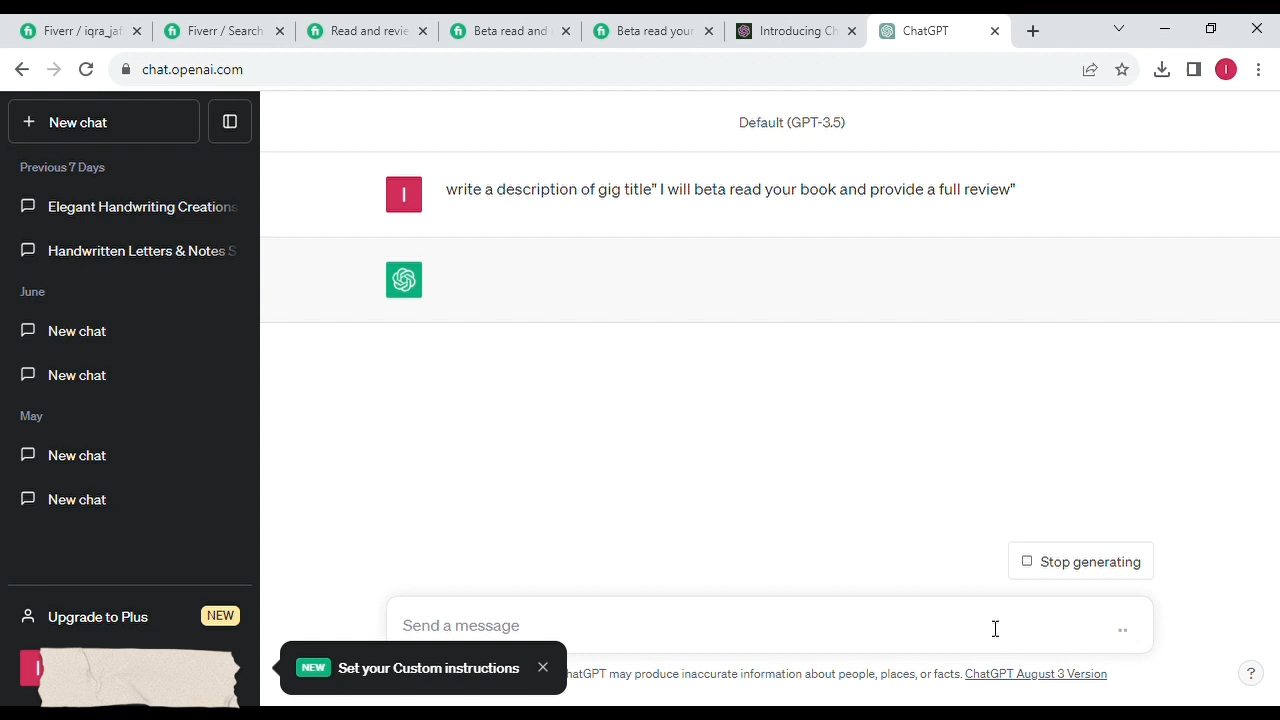 Fiverr / iqra_jaf
Fiverr / Search
Read and revie
Beta read and
Beta read your
Introducing Ch
ChatGPT
chat.openai.com
I
New chat
Previous 7 Days
Elegant Handwriting Creations
Handwritten Letters & Notes S
June
New chat
New chat
May
New chat
New chat
Upgrade to Plus NEW
I
Default (GPT-3.5)
I
write a description of gig title" I will beta read your book and provide a full review"
Stop generating
Send a message
NEW Set your Custom instructions
hatGPT may produce inaccurate information about people, places, or facts. ChatGPT August 3 Version
?